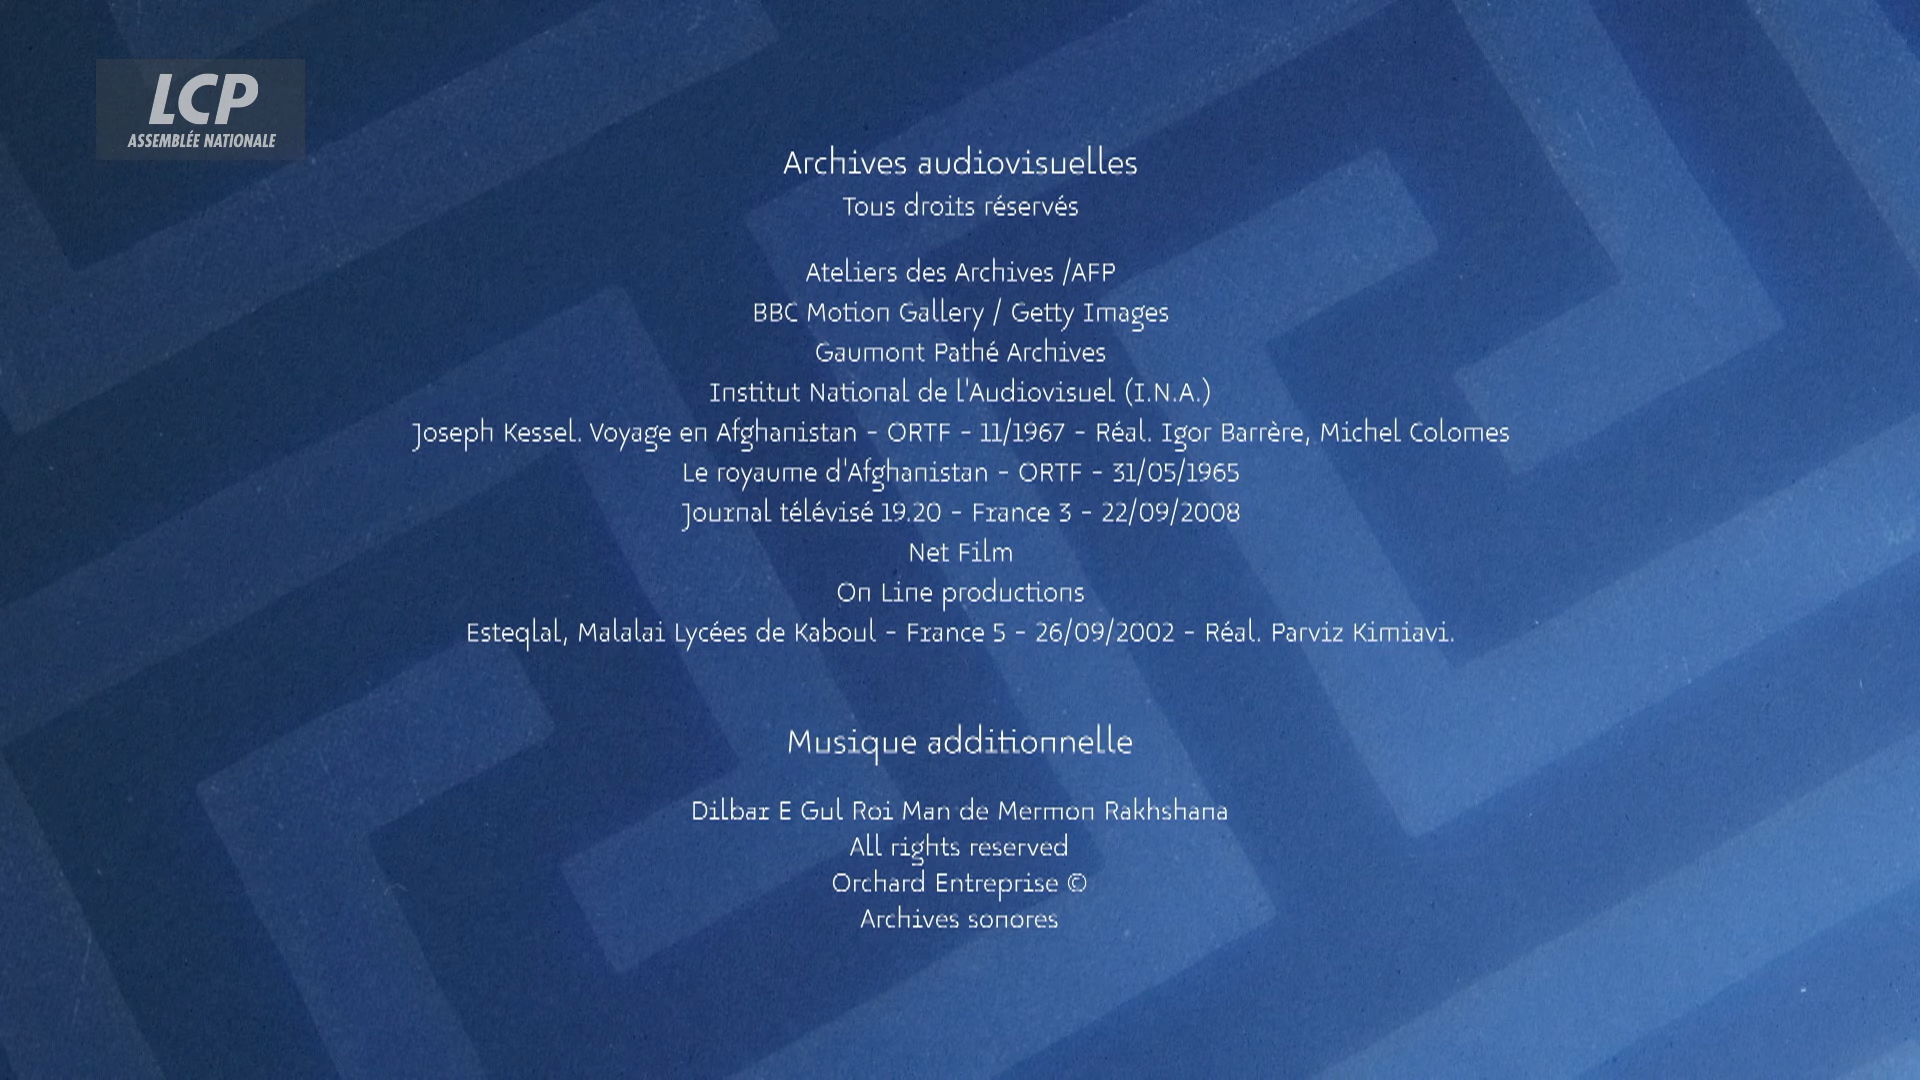 LCP
ASSEMBLÉE NATIONALE
Archives audiovisuelles
Tous droits réservés
Ateliers des Archives /AFP
BBC Motion Gallery / Getty Images
Gaumont Pathé Archives
Institut National de l'Audiovisuel (I.N.A.)
Joseph Kessel. Voyage en Afghanistan - ORTF - 11/1967 - Réal. Igor Barrère, Michel Colomes
Le royaume d'Afghanistan - ORTF - 31/05/1965
Journal télévisé 19.20 - France 3 - 22/09/2008
Net Film
On Line productions
Esteqlal, Malalai Lycées de Kaboul - France 5 - 26/09/2002 - Réal. Parviz Kimiavi.
Musique additionnelle
Dilbar E Gul Roi Man de Mermon Rakhshana
All rights reserved
Orchard Entreprise ©
Archives sonores